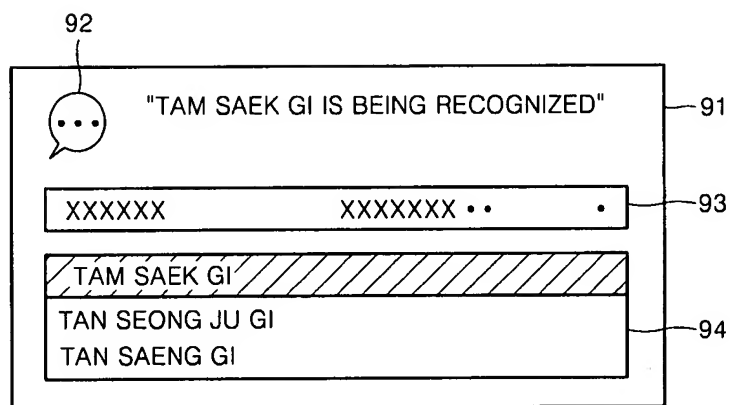 92
"TAM SAEK GI IS BEING RECOGNIZED"
91
XXXXXX XXXXXXX • • •
93
TAM SAEK GI
TAN SEONG JU GI
94
TAN SAENG GI